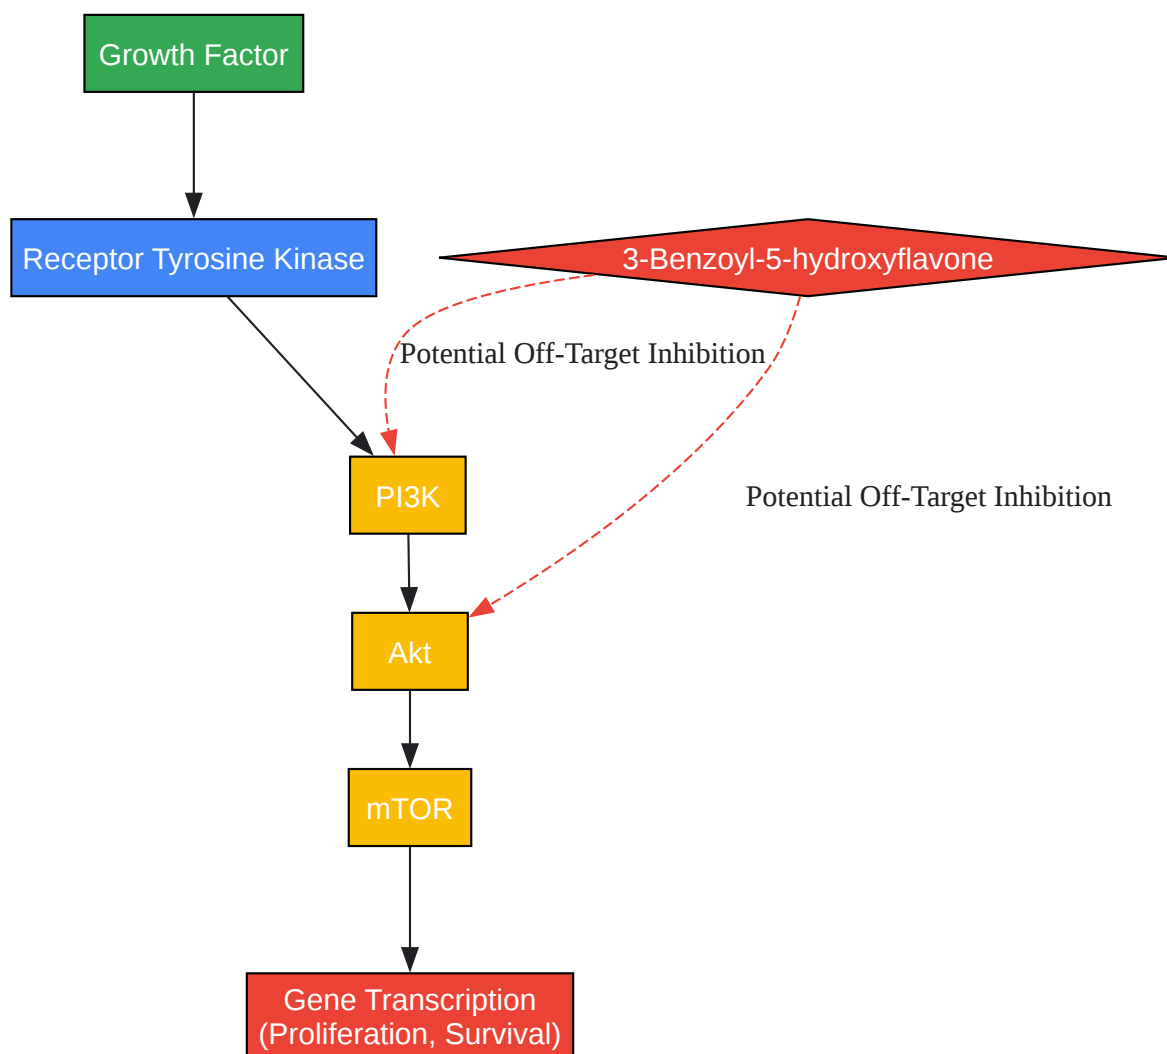 Growth Factor
Receptor Tyrosine Kinase
3-Benzoyl-5-hydroxyflavone
Potential Off-Target Inhibition
PI3K
Potential Off-Target Inhibition
Akt
mTOR
Gene Transcription
(Proliferation, Survival)